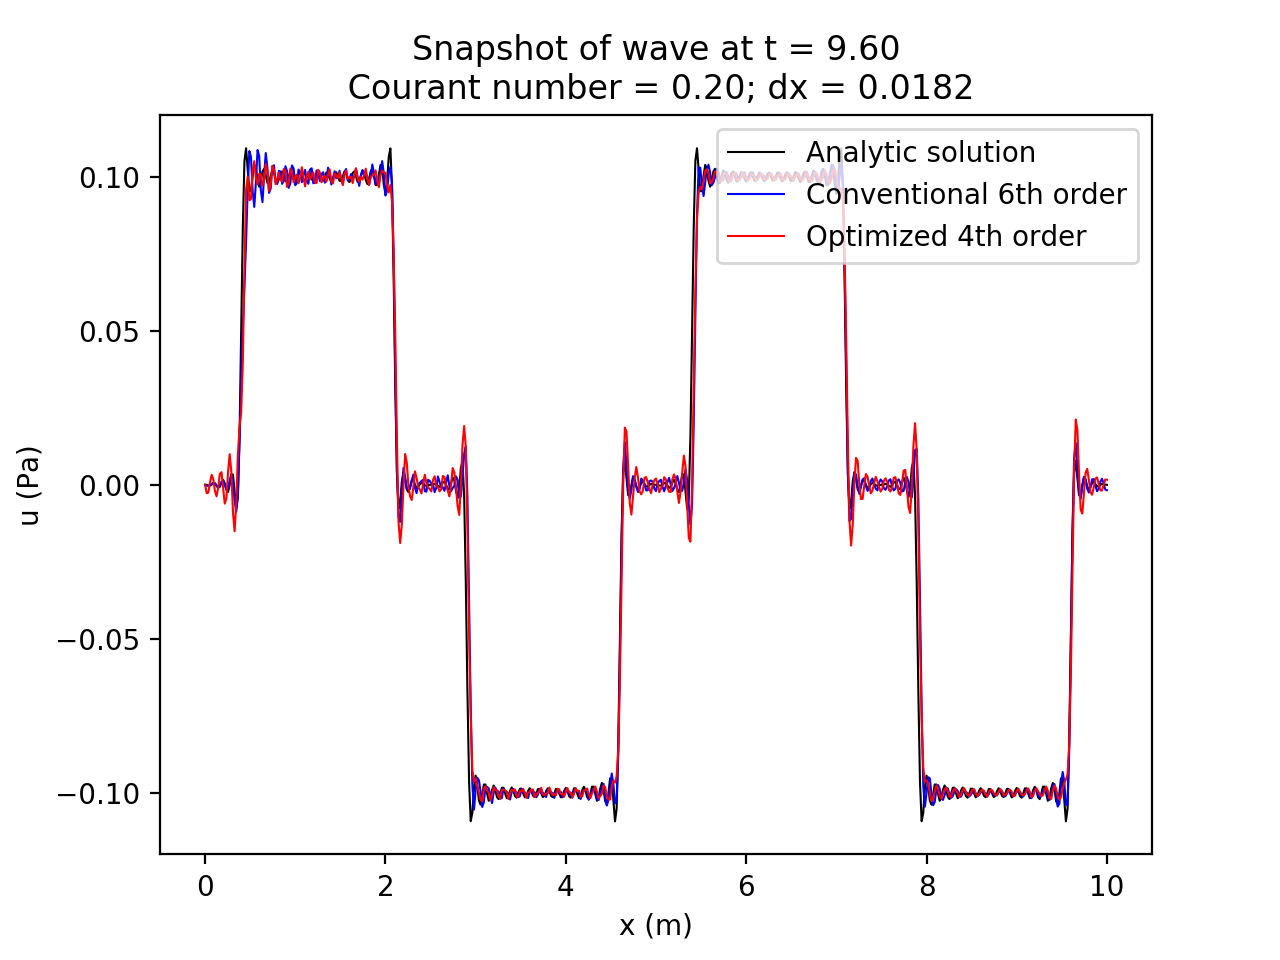 Snapshot of wave at t = 9.60
Courant number = 0.20; dx = 0.0182
Analytic solution
Conventional 6th order
Optimized 4th order
0.10
0.05
0.00
−0.05
−0.10
u (Pa)
0 2 4 6 8 10
x (m)